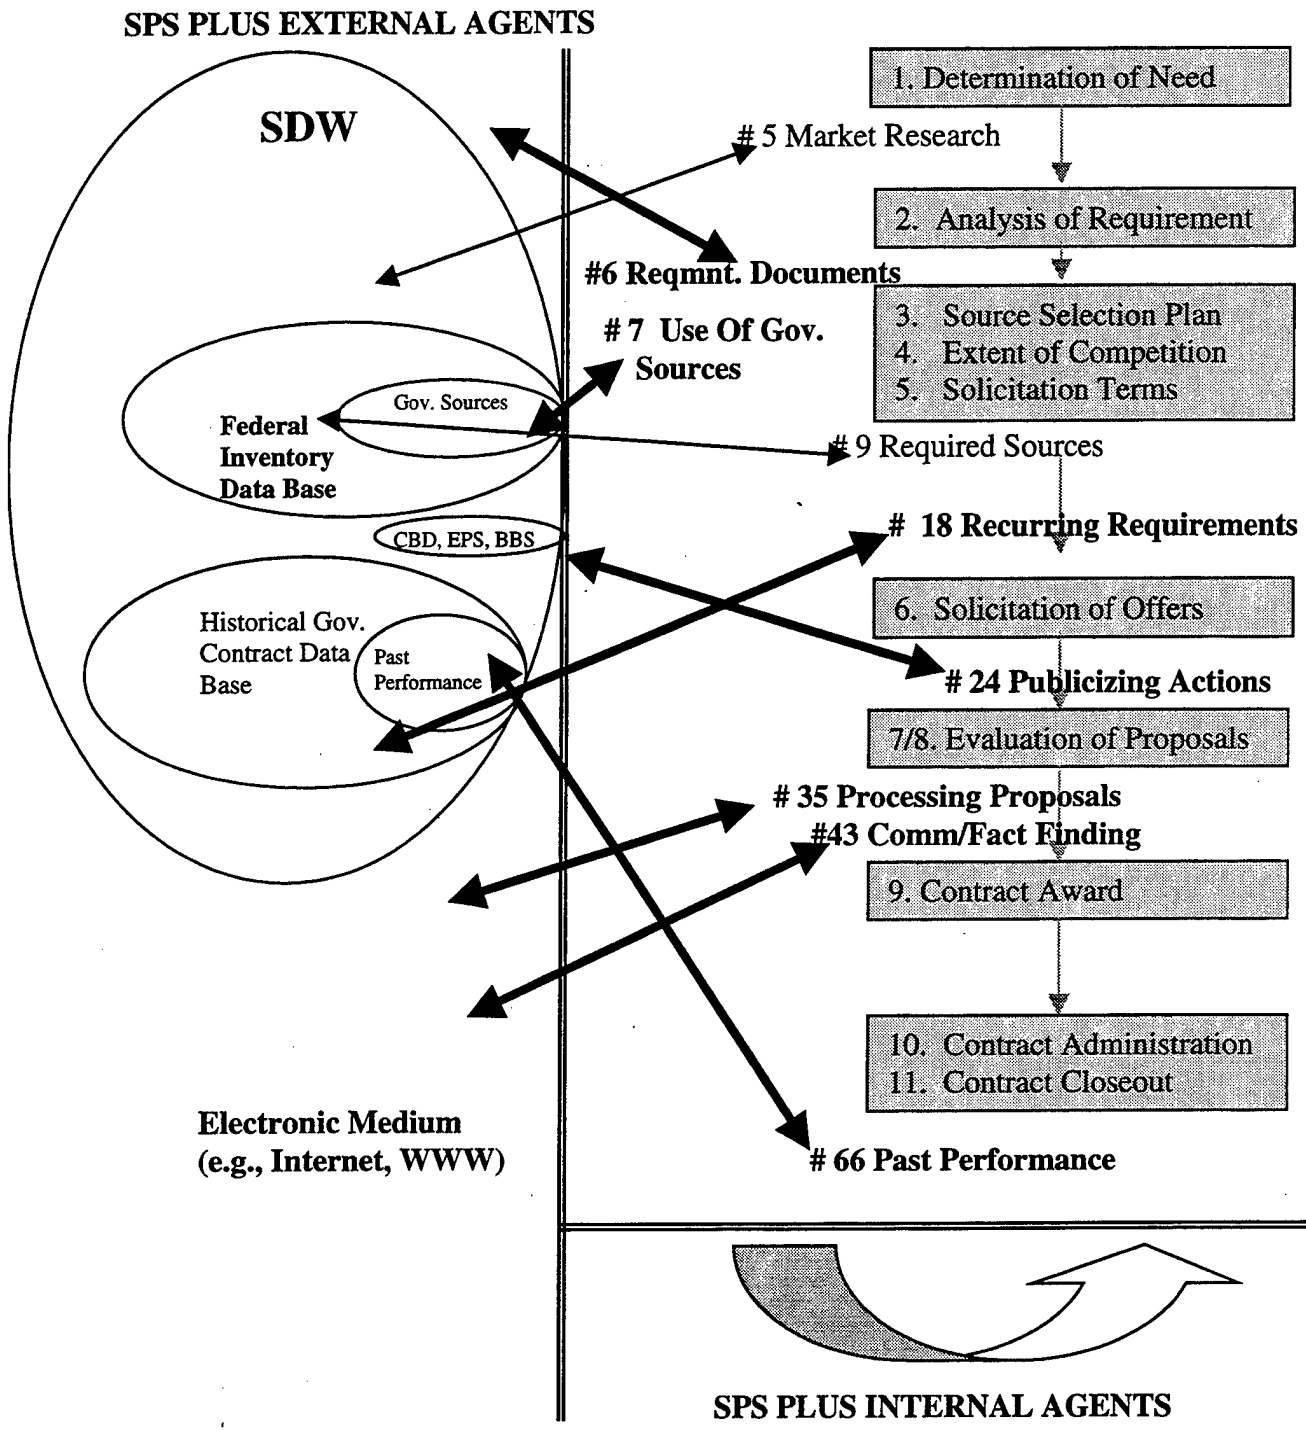 SPS PLUS EXTERNAL AGENTS
SDW
1. Determination of Need
# 5 Market Research
2. Analysis of Requirement
#6 Reqmnt. Documents
3. Source Selection Plan
4. Extent of Competition
5. Solicitation Terms
# 7 Use Of Gov.
Sources
Gov. Sources
Federal
Inventory
Data Base
# 9 Required Sources
# 18 Recurring Requirements
CBD, EPS, BBS
6. Solicitation of Offers
Historical Gov.
Contract Data
Base
Past
Performance
# 24 Publicizing Actions
7/8. Evaluation of Proposals
# 35 Processing Proposals
#43 Comm/Fact Finding
9. Contract Award
10. Contract Administration
11. Contract Closeout
Electronic Medium
(e.g., Internet, WWW)
# 66 Past Performance
SPS PLUS INTERNAL AGENTS